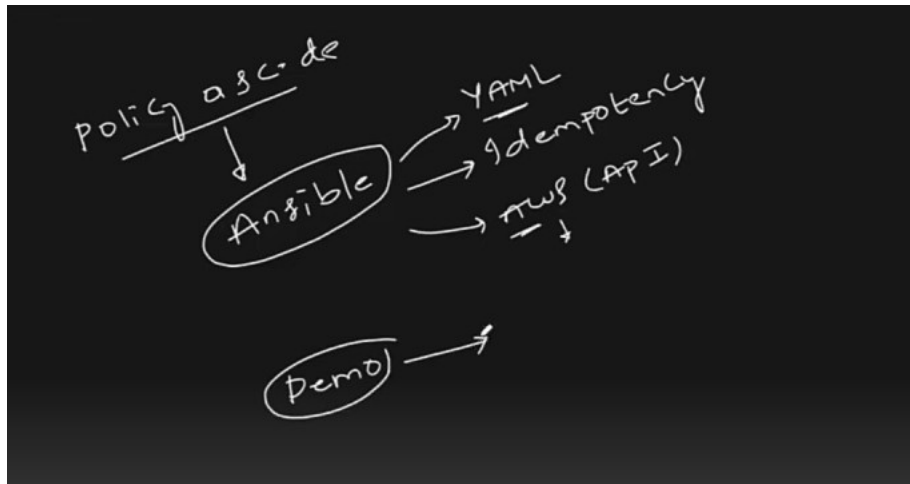 policy as code
Ansible
YAML
Idempotency
AWS (ApI)
Demo